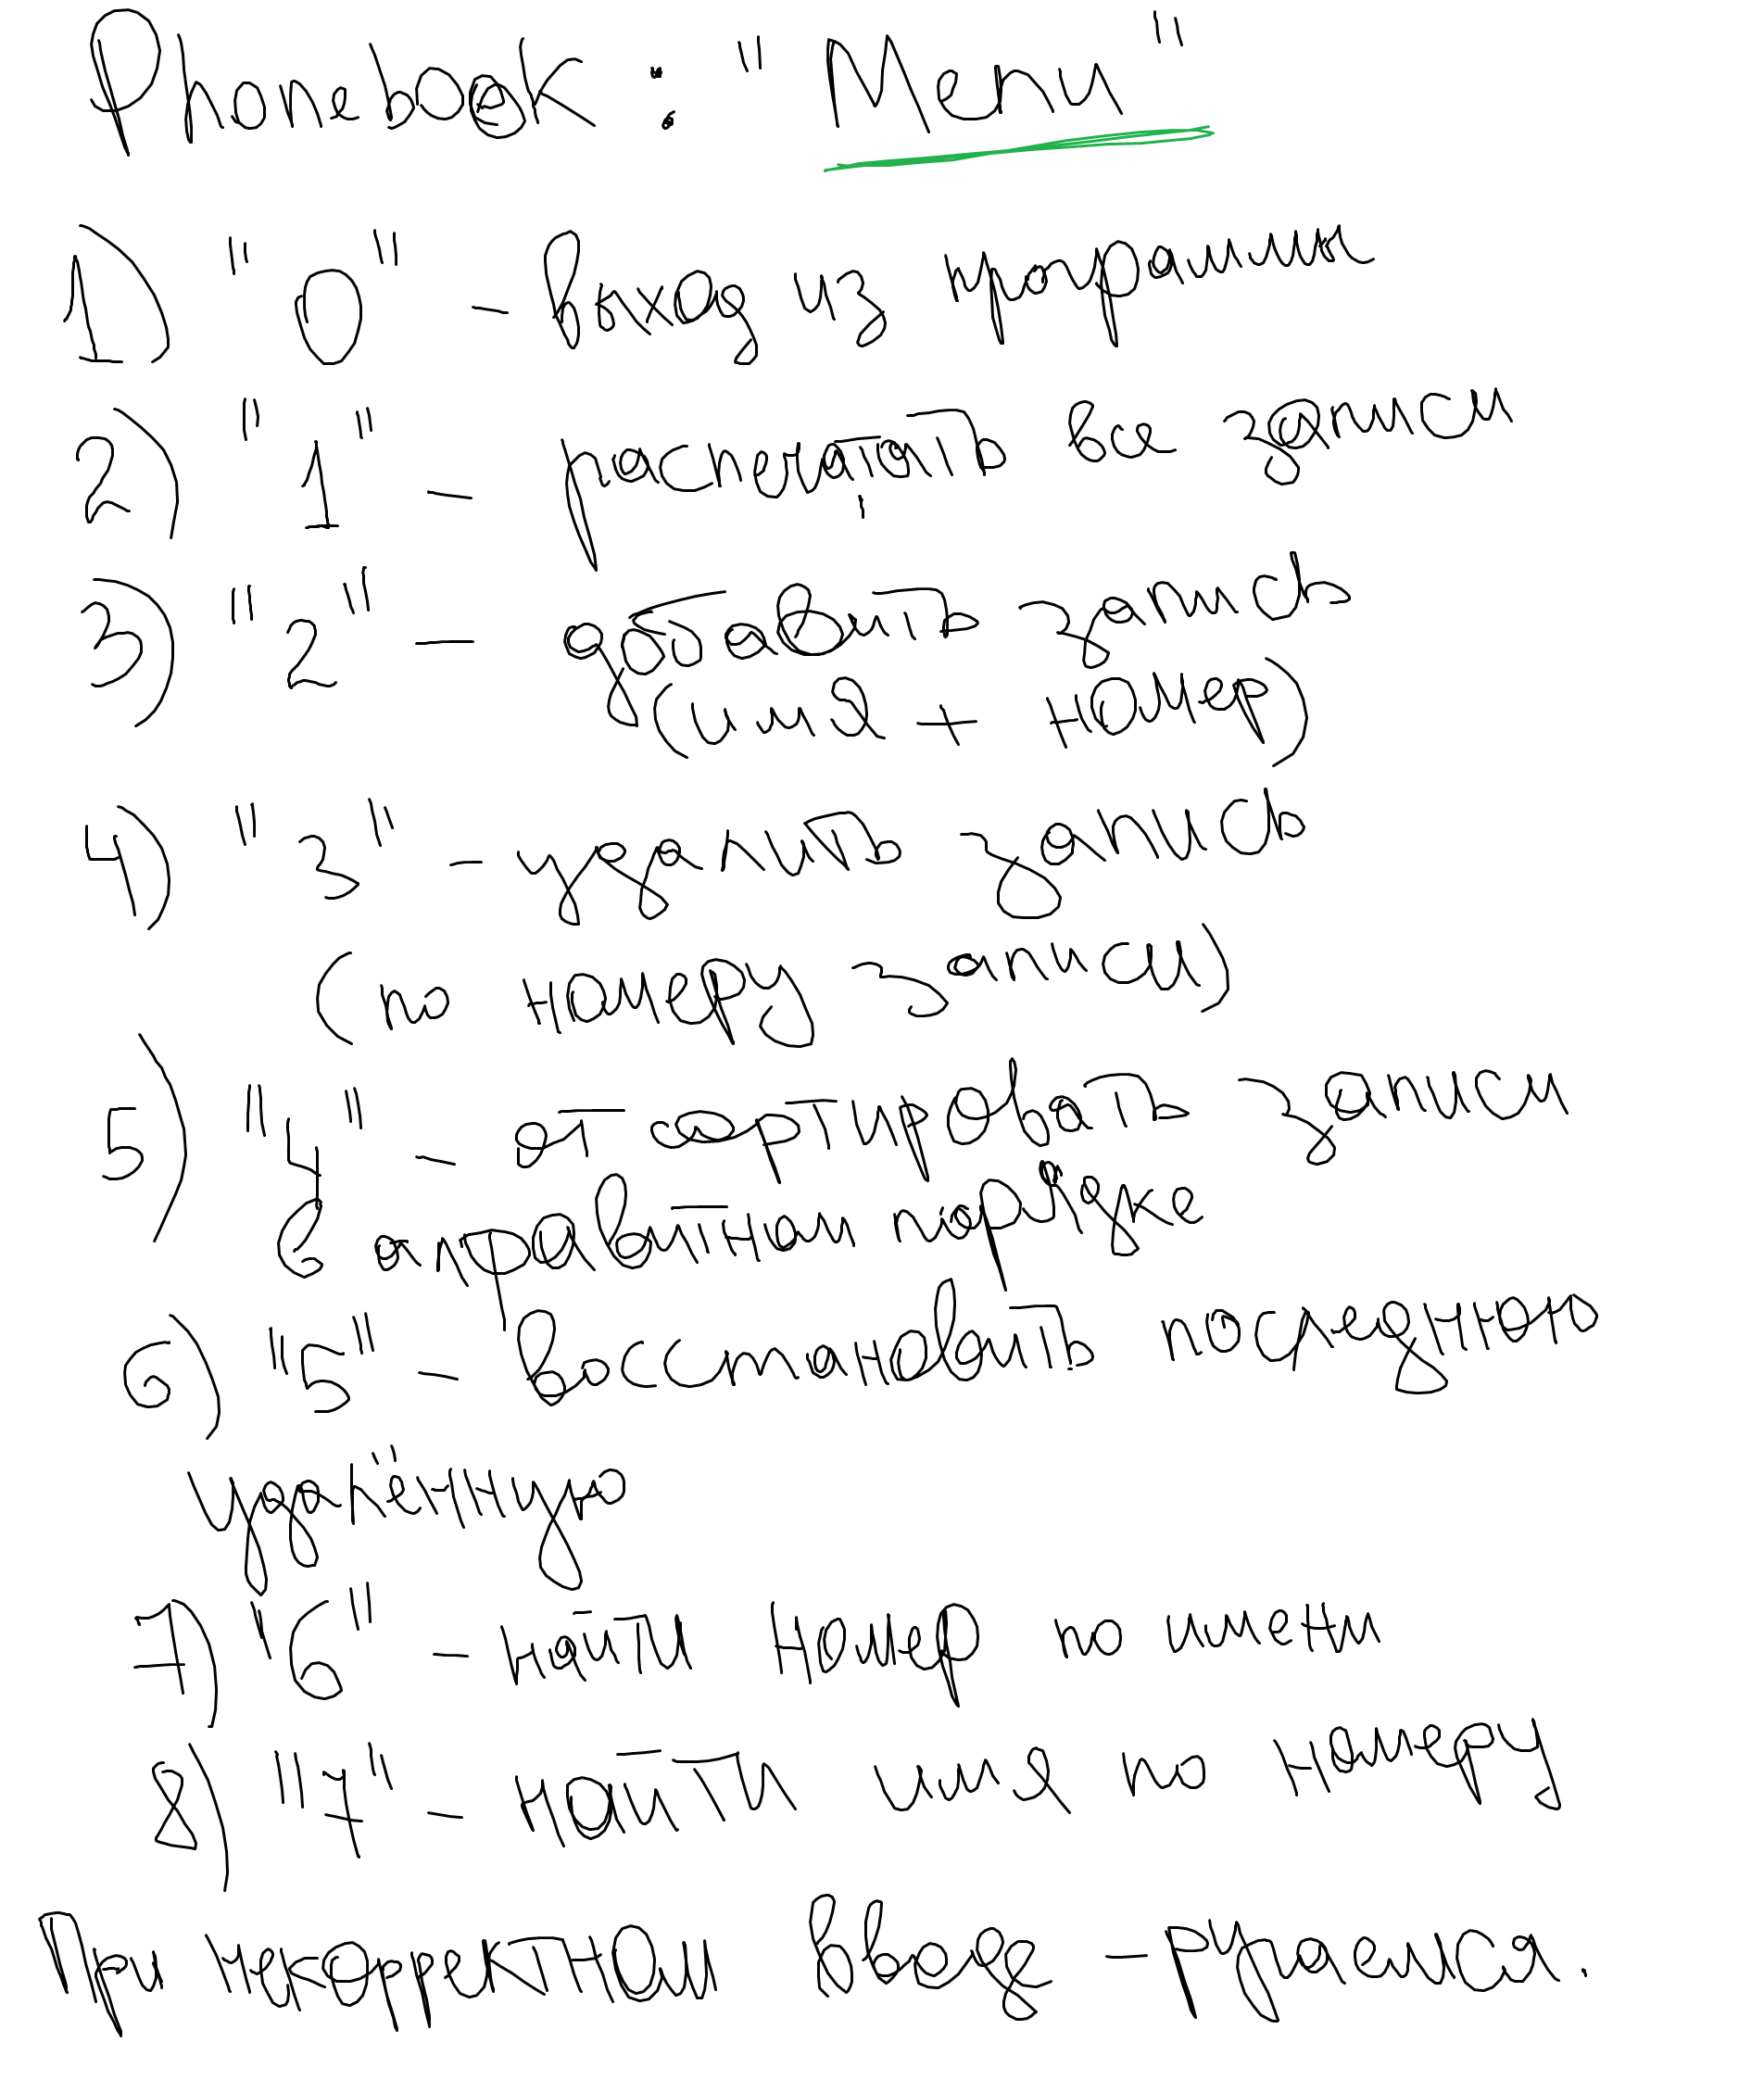 Phonebook : "Menu"
1) "0" - выход из программы
2) "1" - распечатать все записи
3) "2" - добавить запись
(имя + номер)
4) "3" - удалить запись
(по номеру записи)
5) "4" - отсортировать записи
в алфавитном порядке
6) "5" - восстановить последнюю
удалённую
7) "6" - найти номер по имени
8) "7" - найти имя по номеру
При некорректном вводе - ругаемся.